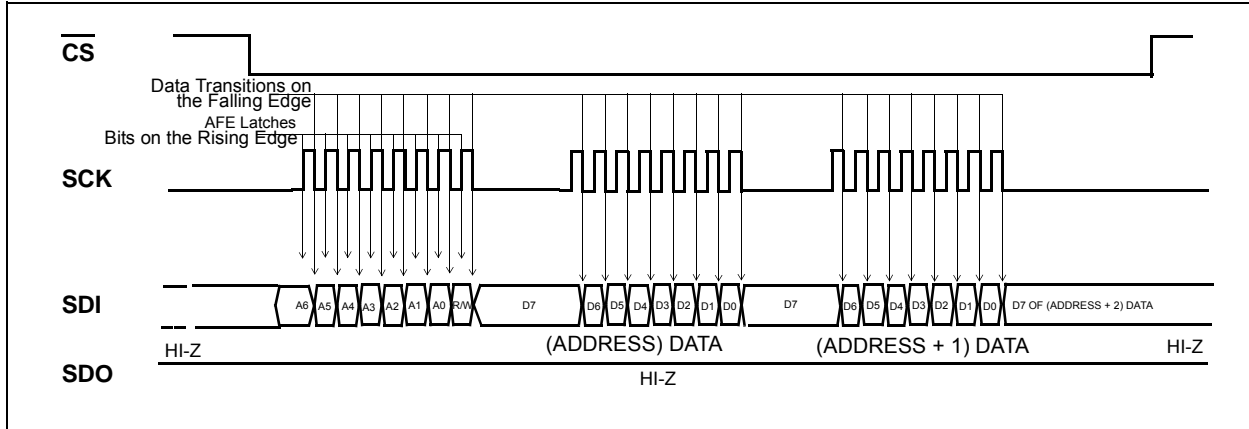 CS
Data Transitions on
the Falling Edge
AFE Latches
Bits on the Rising Edge
SCK
SDI A6 A5 A4 A3 A2 A1 A0 R/W D7 D6 D5 D4 D3 D2 D1 D0 D7 D6 D5 D4 D3 D2 D1 D0 D7 OF (ADDRESS + 2) DATA
HI-Z (ADDRESS) DATA (ADDRESS + 1) DATA HI-Z
SDO HI-Z